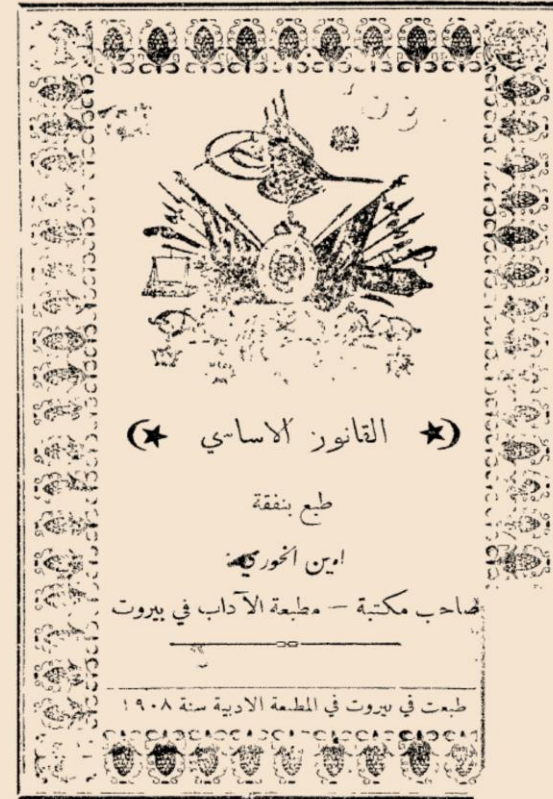 القانون الاساسي
طبع بنفقة
امين الخوري
صاحب مكتبة – مطبعة الآداب في بيروت
طبعت في بيروت في المطبعة الادبية سنة ١٩٠٨